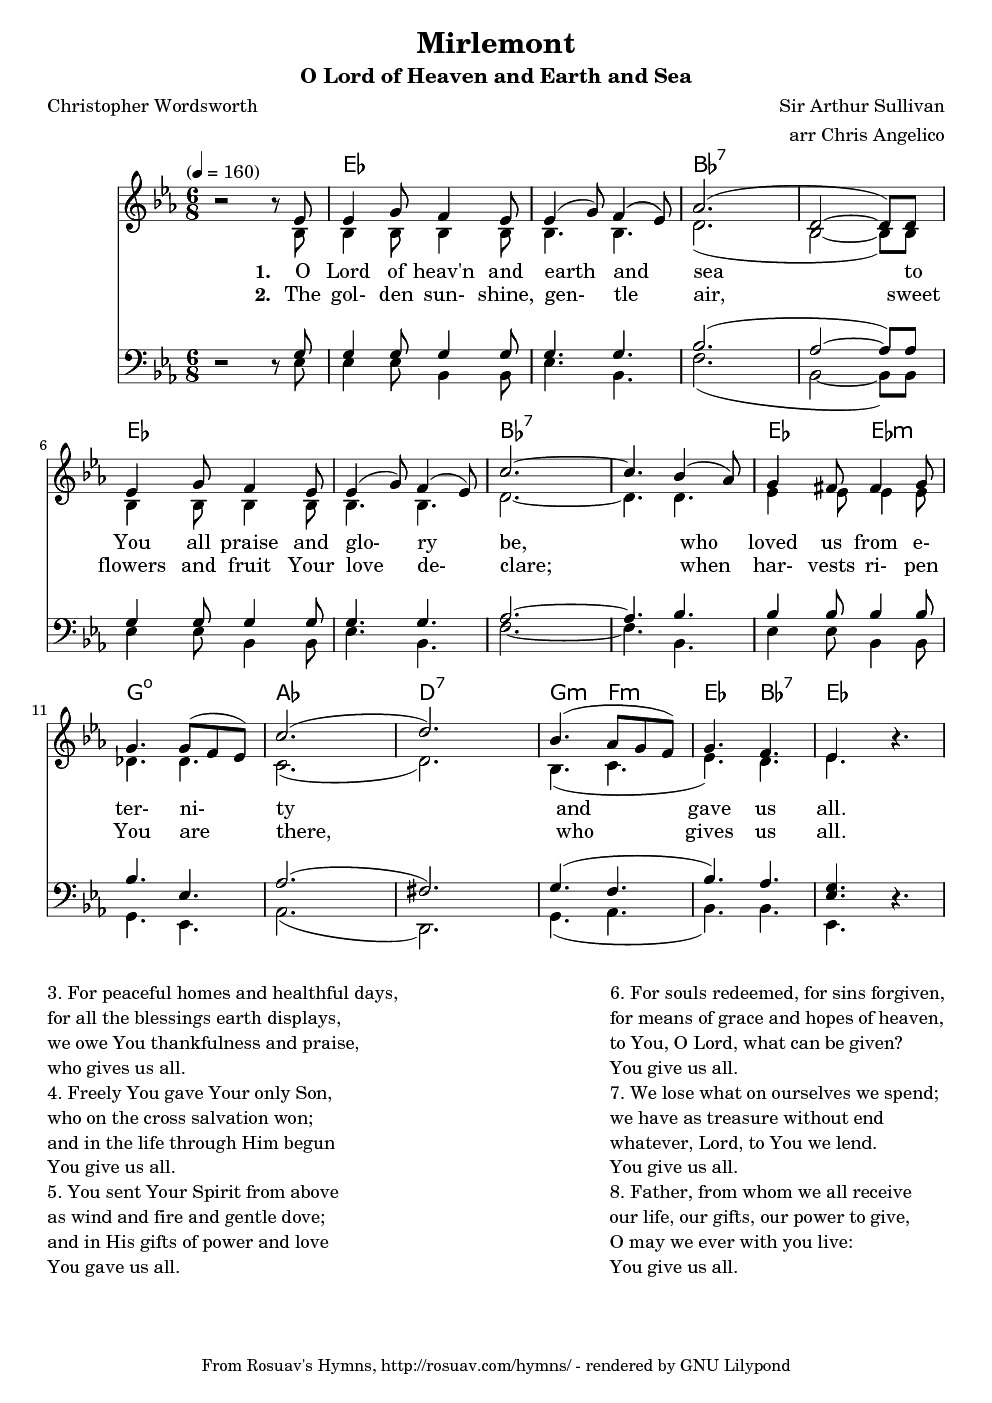 Mirlemont
O Lord of Heaven and Earth and Sea
Christopher Wordsworth
Sir Arthur Sullivan
arr Chris Angelico
(♩ = 160)
E♭ B♭7
1. O Lord of heav'n and earth and sea to
2. The gol- den sun- shine, gen- tle air, sweet
6
E♭ B♭7 E♭ E♭m
You all praise and glo- ry be, who loved us from e-
flowers and fruit Your love de- clare; when har- vests ri- pen
11
Go A♭ D7 Gm Fm E♭ B♭7 E♭
ter- ni- ty and gave us all.
You are there, who gives us all.
3. For peaceful homes and healthful days,
for all the blessings earth displays,
we owe You thankfulness and praise,
who gives us all.
4. Freely You gave Your only Son,
who on the cross salvation won;
and in the life through Him begun
You give us all.
5. You sent Your Spirit from above
as wind and fire and gentle dove;
and in His gifts of power and love
You gave us all.
6. For souls redeemed, for sins forgiven,
for means of grace and hopes of heaven,
to You, O Lord, what can be given?
You give us all.
7. We lose what on ourselves we spend;
we have as treasure without end
whatever, Lord, to You we lend.
You give us all.
8. Father, from whom we all receive
our life, our gifts, our power to give,
O may we ever with you live:
You give us all.
From Rosuav's Hymns, http://rosuav.com/hymns/ - rendered by GNU Lilypond